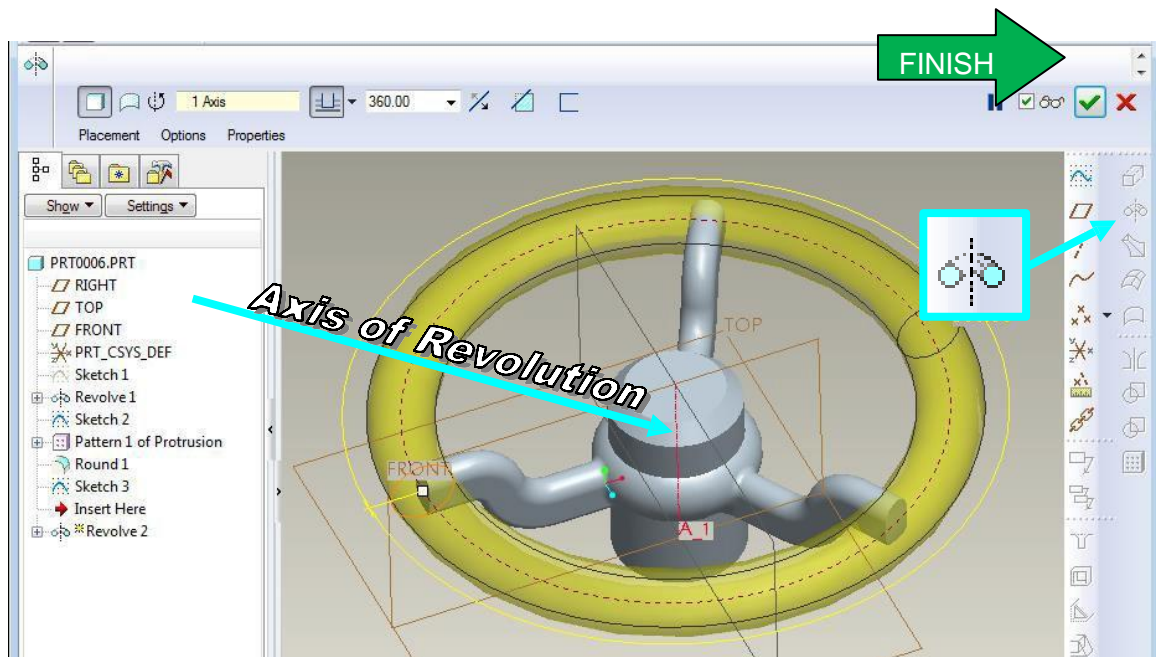 FINISH
1 Axis
360.00
Placement Options Properties
Show Settings
PRT0006.PRT
RIGHT
TOP
FRONT
PRT_CSYS_DEF
Sketch 1
Revolve 1
Sketch 2
Pattern 1 of Protrusion
Round 1
Sketch 3
Insert Here
Revolve 2
Axis of Revolution
TOP
FRONT
A_1